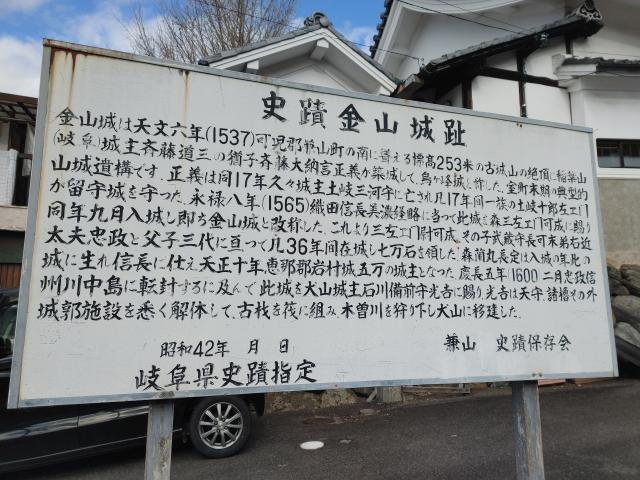 史蹟金山城趾
金山城は天文六年(1537)可児郡兼山町の南に聳える標高253米の古城山の絶頂に稲葉山
(岐阜)城主斉藤道三の猶子斉藤大納言正義が築城して、烏ケ峰城と称した。室町末期の典型的
山城遺構です。正義は同17年久々城主土岐三河守に亡され凡17年間一族の土岐十郎左エ門
が留守城を守った。永禄八年(1565)織田信長美濃経略に当って此城を森三左エ門可成に賜り
同年九月入城し即ち金山城と改称した。これより三左エ門尉可成、その子武蔵守長可末弟右近
太夫忠政と父子三代に亘って凡36年間在城し七万石を領した。森蘭丸長定は入城の年此の
城に生れ信長に仕え天正十年恵那郡岩村城五万の城主となった。慶長五年(1600)二月忠政信
州川中島に転封するに及んで此城を犬山城主石川備前守光吉に賜り、光吉は天守、諸櫓その外
城郭施設を悉く解体して、古材を筏に組み木曽川を狩り下し犬山に移建した。
昭和42年 月 日
兼山 史蹟保存会
岐阜県史蹟指定